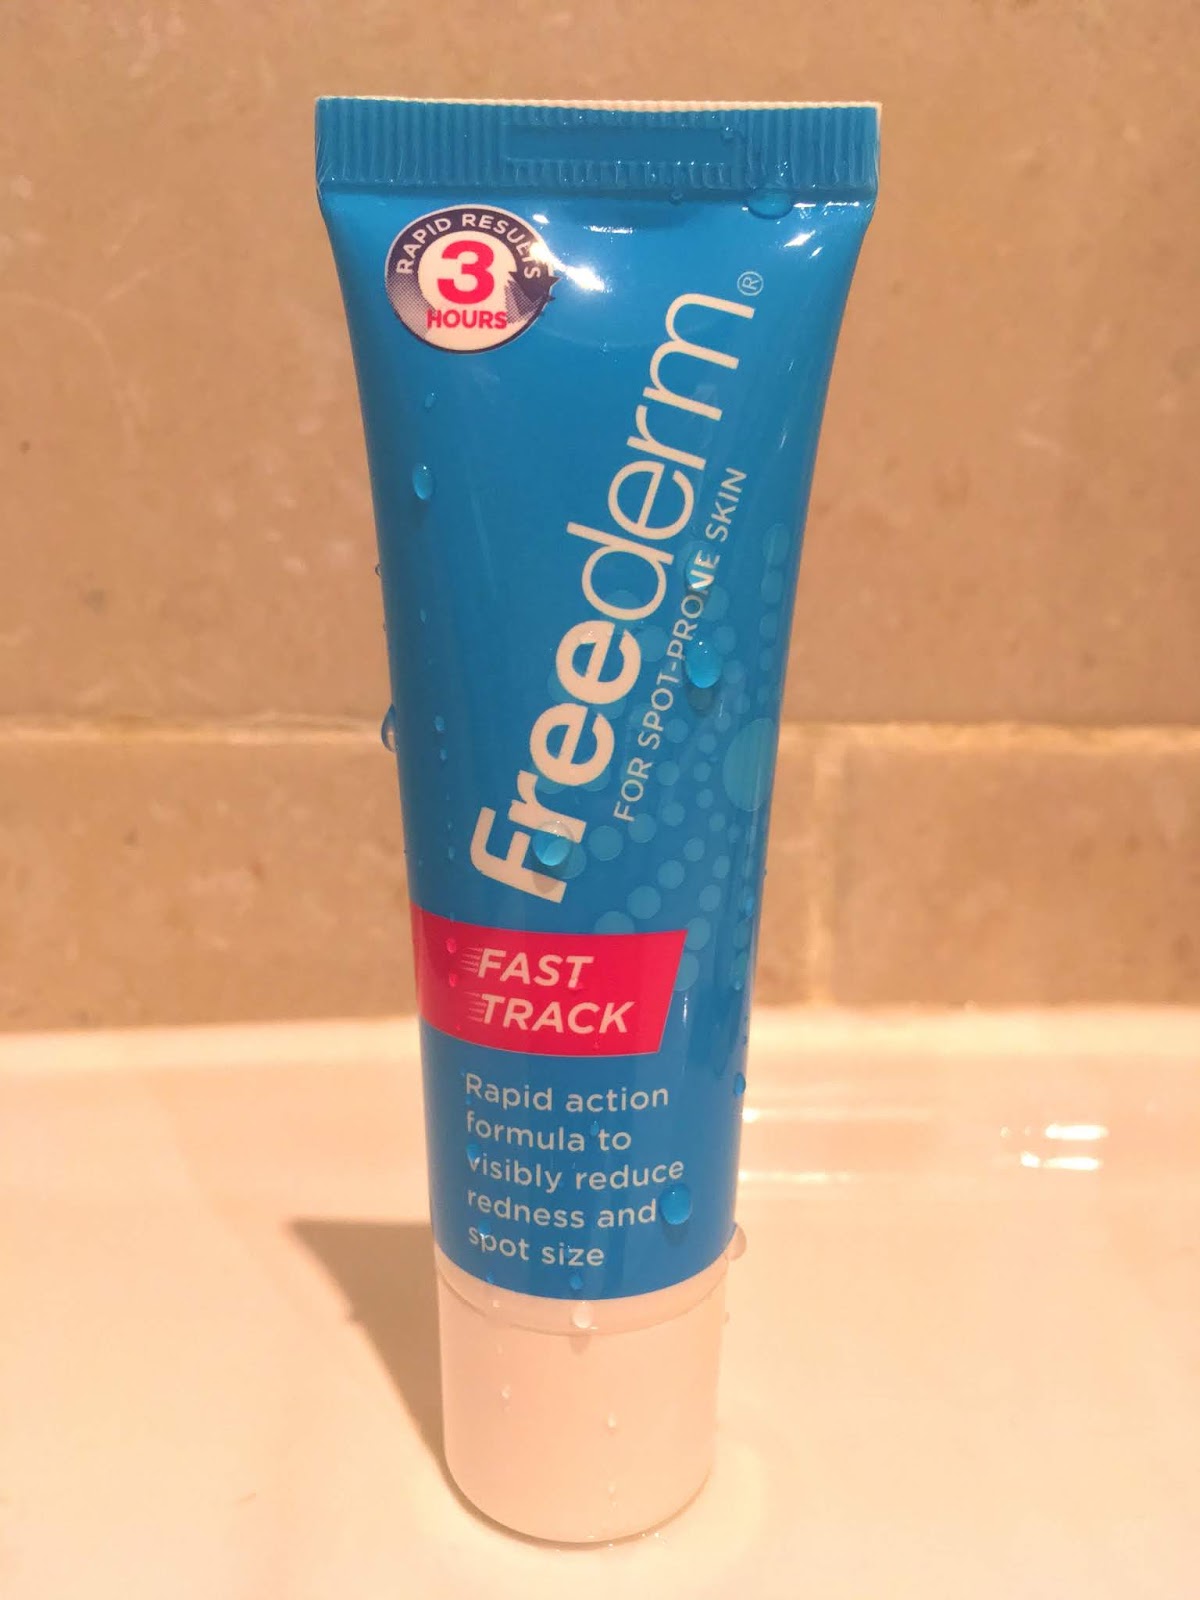 RAPID RESULTS
3
HOURS
Freederm®
FOR SPOT-PRONE SKIN
FAST
TRACK
Rapid action
formula to
visibly reduce
redness and
spot size